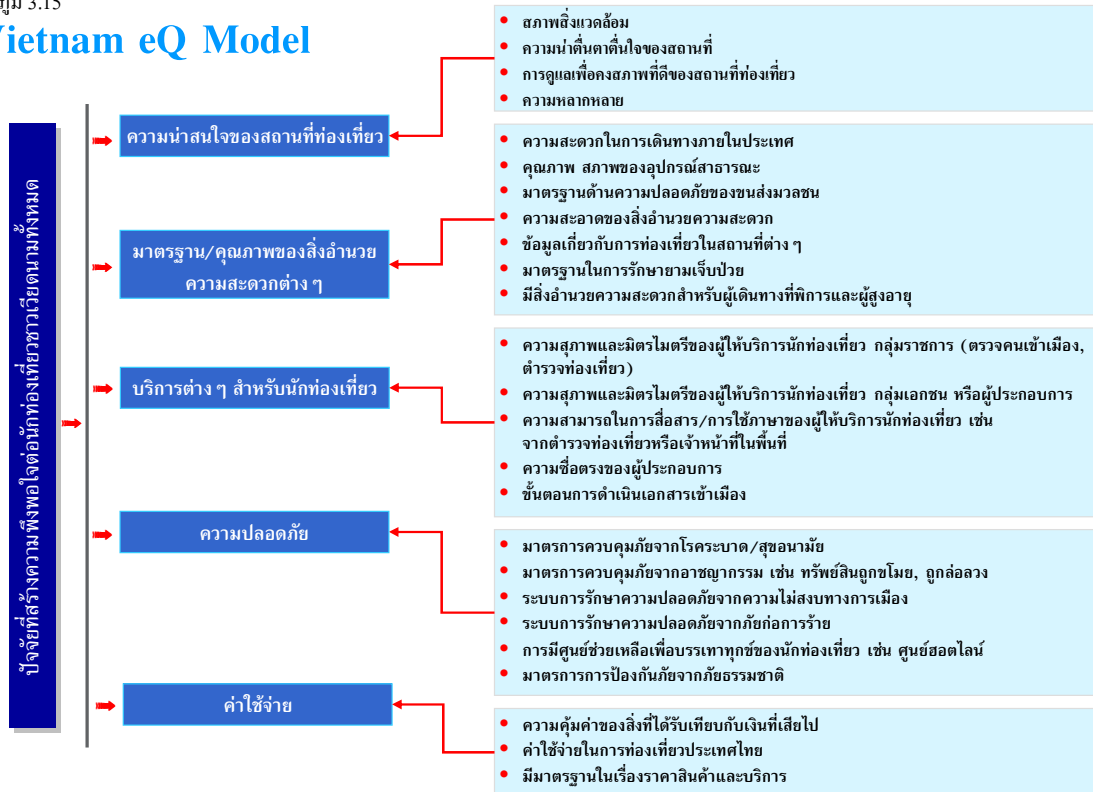 3.15
Vietnam eQ Model
ปัจจัยที่สร้างความพึงพอใจต่อนักท่องเที่ยวชาวเวียดนามทั้งหมด
ความน่าสนใจของสถานที่ท่องเที่ยว
• สภาพสิ่งแวดล้อม
• ความน่าตื่นตาตื่นใจของสถานที่
• การดูแลเพื่อคงสภาพที่ดีของสถานที่ท่องเที่ยว
• ความหลากหลาย
มาตรฐาน/คุณภาพของสิ่งอำนวย
ความสะดวกต่าง ๆ
• ความสะดวกในการเดินทางภายในประเทศ
• คุณภาพ สภาพของอุปกรณ์สาธารณะ
• มาตรฐานด้านความปลอดภัยของขนส่งมวลชน
• ความสะอาดของสิ่งอำนวยความสะดวก
• ข้อมูลเกี่ยวกับการท่องเที่ยวในสถานที่ต่าง ๆ
• มาตรฐานในการรักษายามเจ็บป่วย
• มีสิ่งอำนวยความสะดวกสำหรับผู้เดินทางที่พิการและผู้สูงอายุ
บริการต่าง ๆ สำหรับนักท่องเที่ยว
• ความสุภาพและมิตรไมตรีของผู้ให้บริการนักท่องเที่ยว กลุ่มราชการ (ตรวจคนเข้าเมือง,
ตำรวจท่องเที่ยว)
• ความสุภาพและมิตรไมตรีของผู้ให้บริการนักท่องเที่ยว กลุ่มเอกชน หรือผู้ประกอบการ
• ความสามารถในการสื่อสาร/การใช้ภาษาของผู้ให้บริการนักท่องเที่ยว เช่น
จากตำรวจท่องเที่ยวหรือเจ้าหน้าที่ในพื้นที่
• ความซื่อตรงของผู้ประกอบการ
• ขั้นตอนการดำเนินเอกสารเข้าเมือง
ความปลอดภัย
• มาตรการควบคุมภัยจากโรคระบาด/สุขอนามัย
• มาตรการควบคุมภัยจากอาชญากรรม เช่น ทรัพย์สินถูกขโมย, ถูกล่อลวง
• ระบบการรักษาความปลอดภัยจากความไม่สงบทางการเมือง
• ระบบการรักษาความปลอดภัยจากภัยก่อการร้าย
• การมีศูนย์ช่วยเหลือเพื่อบรรเทาทุกข์ของนักท่องเที่ยว เช่น ศูนย์ฮอตไลน์
• มาตรการการป้องกันภัยจากภัยธรรมชาติ
ค่าใช้จ่าย
• ความคุ้มค่าของสิ่งที่ได้รับเทียบกับเงินที่เสียไป
• ค่าใช้จ่ายในการท่องเที่ยวประเทศไทย
• มีมาตรฐานในเรื่องราคาสินค้าและบริการ